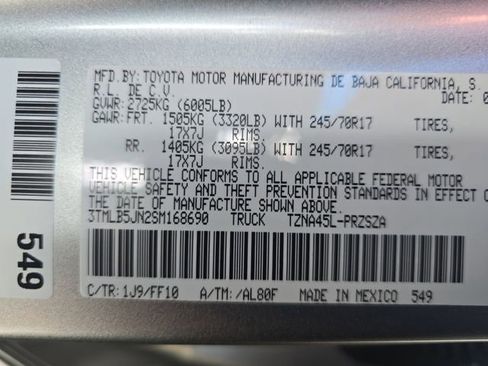 MFD.BY: TOYOTA MOTOR MANUFACTURING DE BAJA CALIFORNIA, S.
R.L. DE C.V. DATE: 0
GVWR: 2725KG (6005LB)
GAWR: FRT. 1505KG (3320LB) WITH 245/70R17 TIRES,
17X7J RIMS.
RR. 1405KG (3095LB) WITH 245/70R17 TIRES,
17X7J RIMS.
THIS VEHICLE CONFORMS TO ALL APPLICABLE FEDERAL MOTOR
VEHICLE SAFETY AND THEFT PREVENTION STANDARDS IN EFFECT O
THE DATE OF MANUFACTURE SHOWN ABOVE.
3TMLB5JN2SM168690 TRUCK TZNA45L-PRZSZA
C/TR: 1J9/FF10 A/TM: /AL80F MADE IN MEXICO 549
549